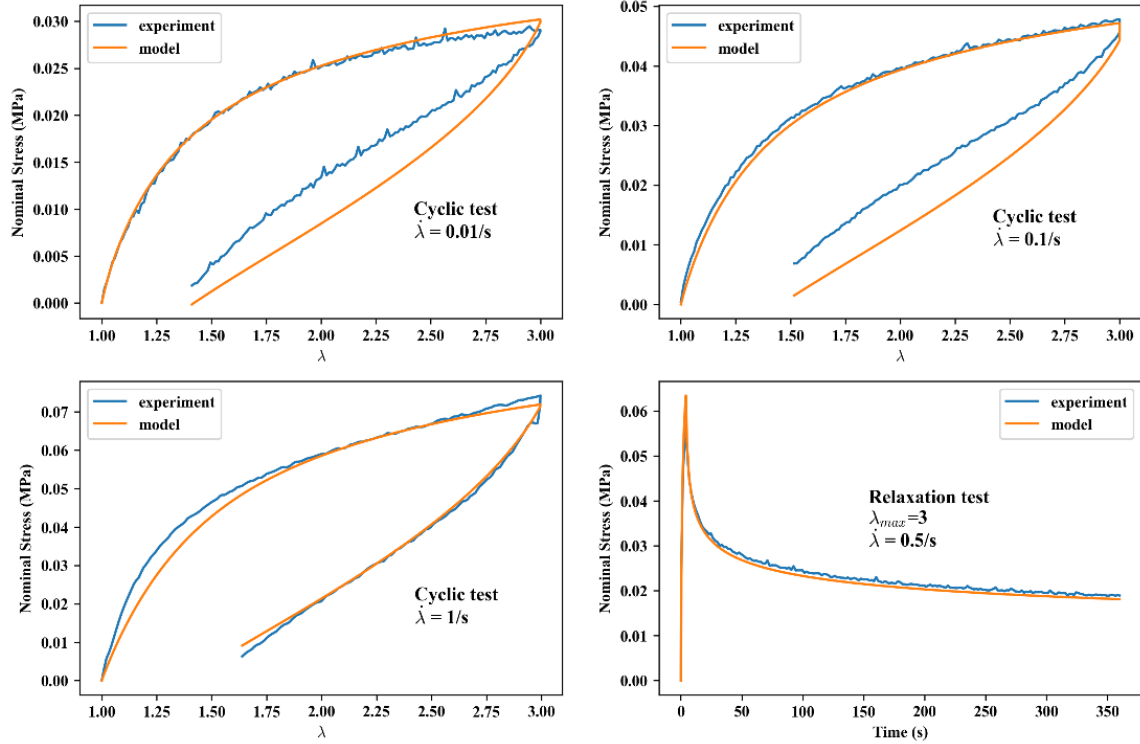 experiment
model
Nominal Stress (MPa)
0.030
0.025
0.020
0.015
0.010
0.005
0.000
Cyclic test
λ̇ = 0.01/s
1.00 1.25 1.50 1.75 2.00 2.25 2.50 2.75 3.00
λ
experiment
model
Nominal Stress (MPa)
0.05
0.04
0.03
0.02
0.01
0.00
Cyclic test
λ̇ = 0.1/s
1.00 1.25 1.50 1.75 2.00 2.25 2.50 2.75 3.00
λ
experiment
model
Nominal Stress (MPa)
0.07
0.06
0.05
0.04
0.03
0.02
0.01
0.00
Cyclic test
λ̇ = 1/s
1.00 1.25 1.50 1.75 2.00 2.25 2.50 2.75 3.00
λ
experiment
model
Nominal Stress (MPa)
0.06
0.05
0.04
0.03
0.02
0.01
0.00
Relaxation test
λmax=3
λ̇ = 0.5/s
0 50 100 150 200 250 300 350
Time (s)